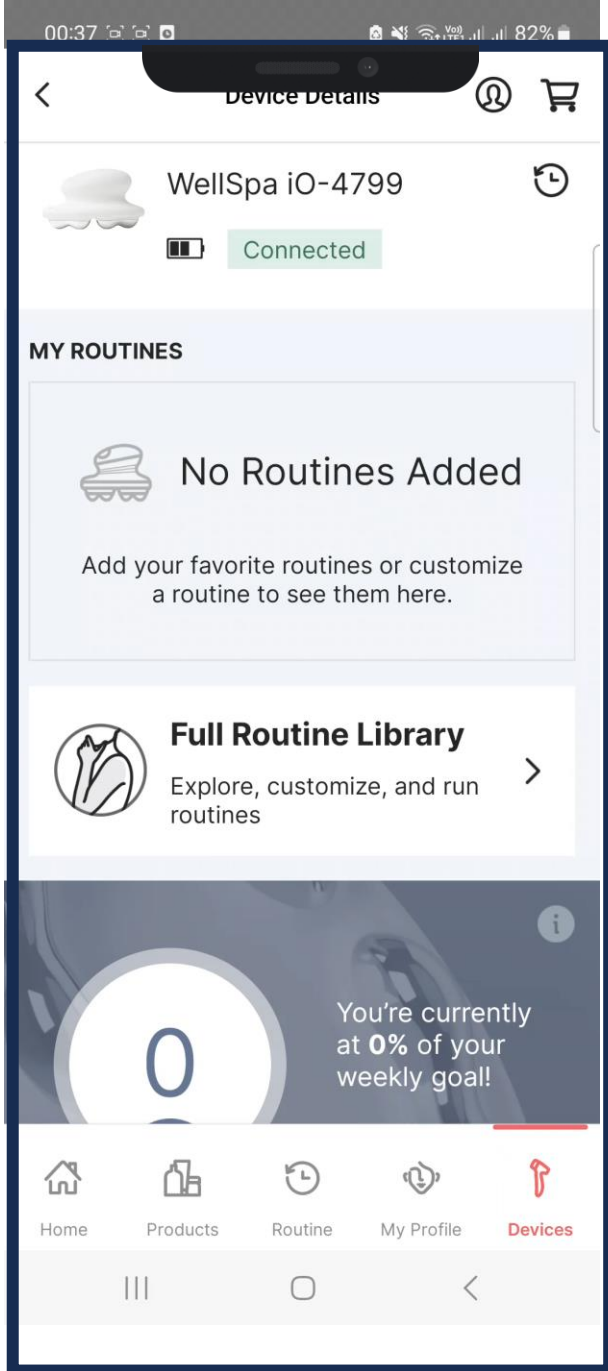 00:37 82%
Device Details
WellSpa iO-4799
Connected
MY ROUTINES
No Routines Added
Add your favorite routines or customize
a routine to see them here.
Full Routine Library
Explore, customize, and run
routines
0
You're currently
at 0% of your
weekly goal!
Home Products Routine My Profile Devices